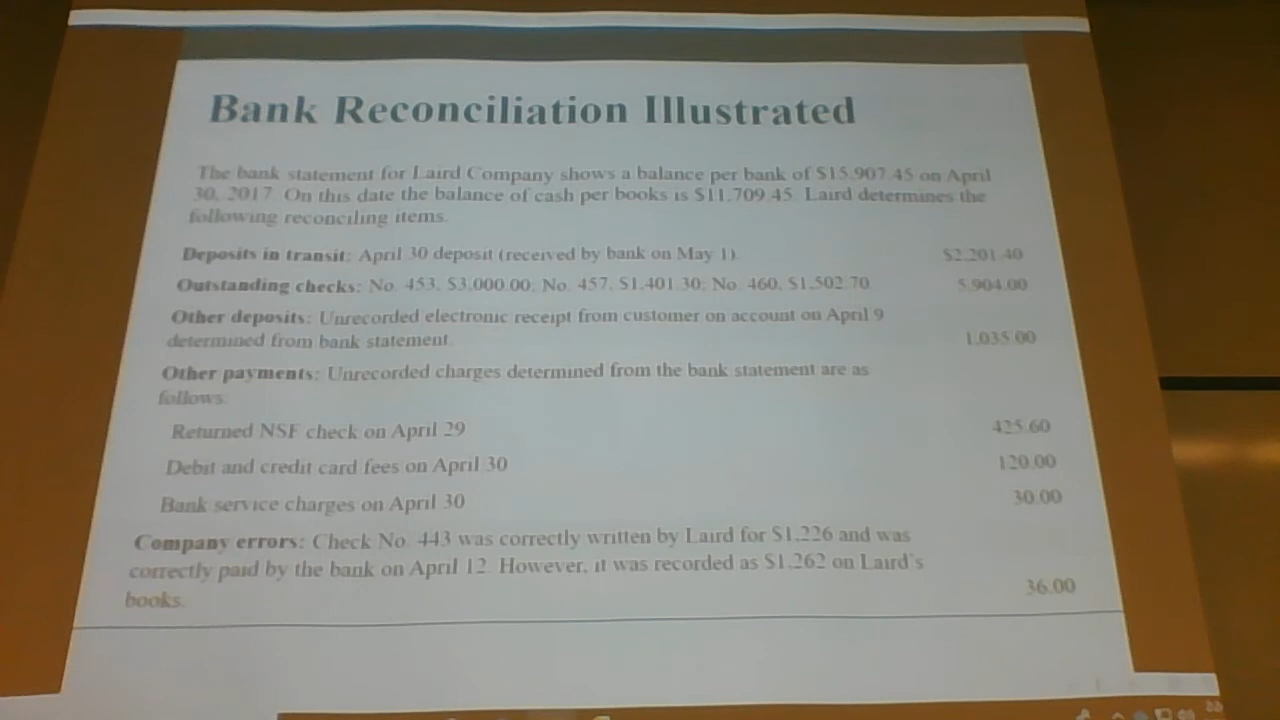 Bank Reconciliation Illustrated
The bank statement for Laird Company shows a balance per bank of $15,907.45 on April
30, 2017. On this date the balance of cash per books is $11,709.45. Laird determines the
following reconciling items.
Deposits in transit: April 30 deposit (received by bank on May 1). $2,201.40
Outstanding checks: No. 453, $3,000.00; No. 457, $1,401.30; No. 460, $1,502.70 5,904.00
Other deposits: Unrecorded electronic receipt from customer on account on April 9
determined from bank statement. 1,035.00
Other payments: Unrecorded charges determined from the bank statement are as
follows:
Returned NSF check on April 29 425.60
Debit and credit card fees on April 30 120.00
Bank service charges on April 30 30.00
Company errors: Check No. 443 was correctly written by Laird for $1,226 and was
correctly paid by the bank on April 12. However, it was recorded as $1,262 on Laird's
books. 36.00